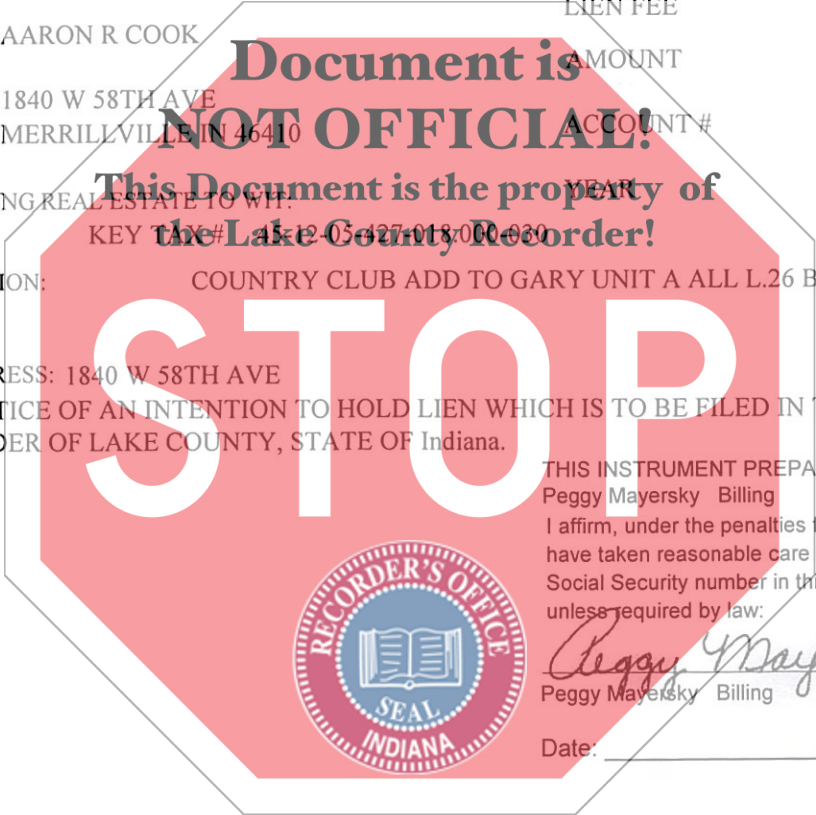 LIEN FEE
AARON R COOK
Document is
AMOUNT
1840 W 58TH AVE
NOT OFFICIAL!
MERRILLVILLE IN 46410
ACCOUNT #
This Document is the property of
YEAR
NG REAL ESTATE TO WIT:
the Lake County Recorder!
KEY TAX # 45-12-05-427-018.000-030
ION: COUNTRY CLUB ADD TO GARY UNIT A ALL L.26 B
STOP
RESS: 1840 W 58TH AVE
TICE OF AN INTENTION TO HOLD LIEN WHICH IS TO BE FILED IN
DER OF LAKE COUNTY, STATE OF Indiana.
THIS INSTRUMENT PREPA
Peggy Mayersky Billing
I affirm, under the penalties f
have taken reasonable care
Social Security number in thi
unless required by law:
Peggy May
Peggy Mayersky Billing
Date:
RECORDER'S OFFICE
SEAL
INDIANA